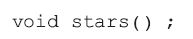 void stars() ;